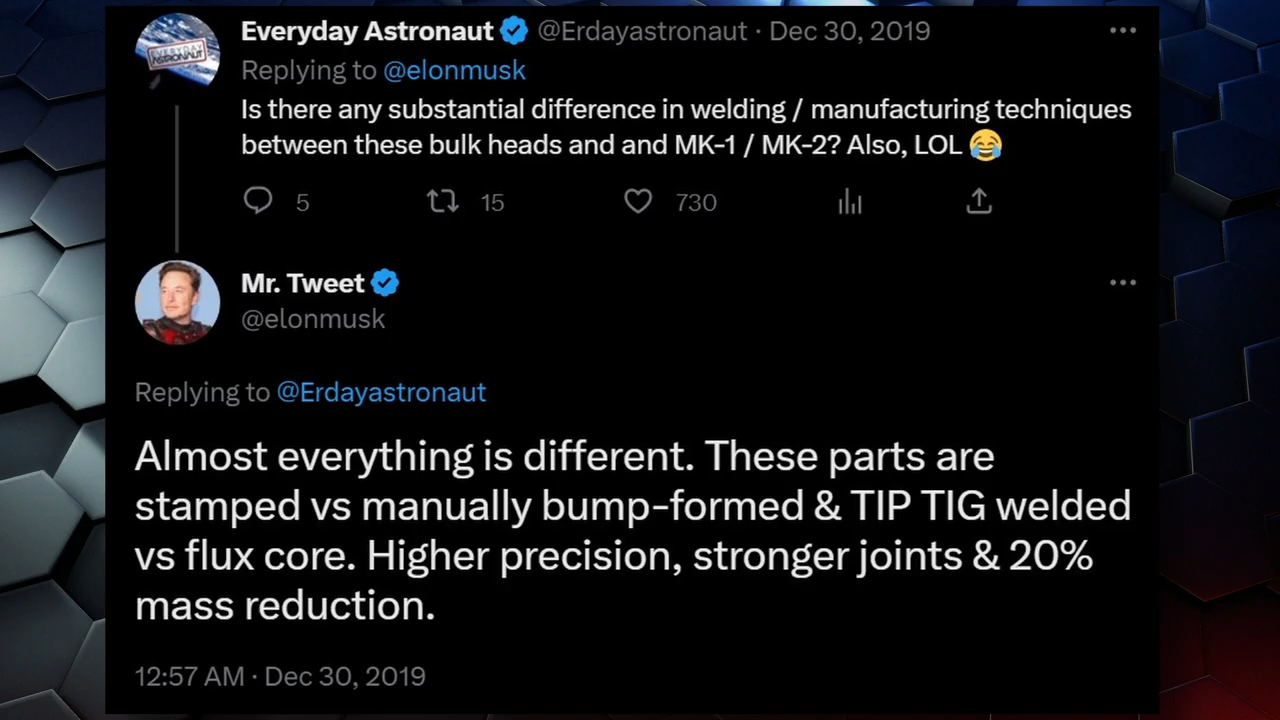 Everyday Astronaut @Erdayastronaut · Dec 30, 2019
Replying to @elonmusk
Is there any substantial difference in welding / manufacturing techniques
between these bulk heads and and MK-1 / MK-2? Also, LOL 😂
5 15 730
Mr. Tweet
@elonmusk
Replying to @Erdayastronaut
Almost everything is different. These parts are
stamped vs manually bump-formed & TIP TIG welded
vs flux core. Higher precision, stronger joints & 20%
mass reduction.
12:57 AM · Dec 30, 2019